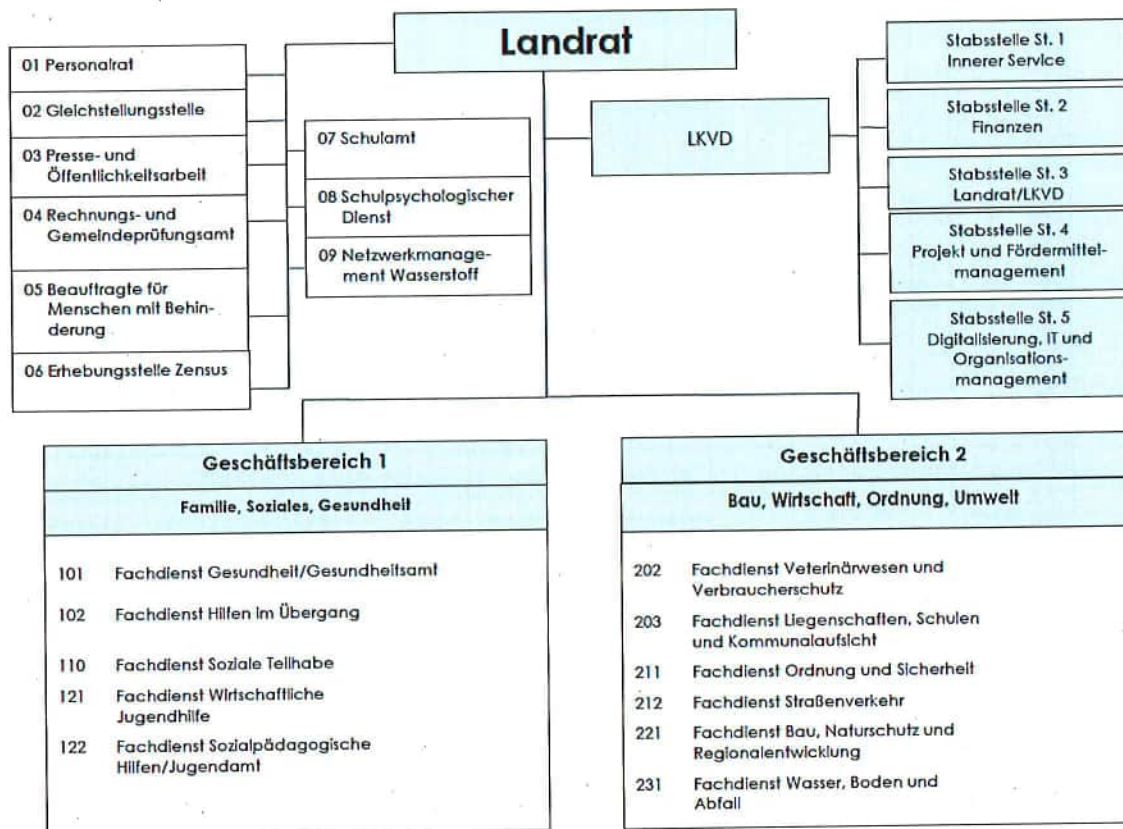 Landrat
01 Personalrat
02 Gleichstellungsstelle
03 Presse- und
Öffentlichkeitsarbeit
04 Rechnungs- und
Gemeindeprüfungsamt
05 Beauftragte für
Menschen mit Behin-
derung
06 Erhebungsstelle Zensus
07 Schulamt
08 Schulpsychologischer
Dienst
09 Netzwerkmanage-
ment Wasserstoff
LKVD
Stabsstelle St. 1
Innerer Service
Stabsstelle St. 2
Finanzen
Stabsstelle St. 3
Landrat/LKVD
Stabsstelle St. 4
Projekt und Fördermittel-
management
Stabsstelle St. 5
Digitalisierung, IT und
Organisations-
management
Geschäftsbereich 1
Familie, Soziales, Gesundheit
101 Fachdienst Gesundheit/Gesundheitsamt
102 Fachdienst Hilfen im Übergang
110 Fachdienst Soziale Teilhabe
121 Fachdienst Wirtschaftliche
Jugendhilfe
122 Fachdienst Sozialpädagogische
Hilfen/Jugendamt
Geschäftsbereich 2
Bau, Wirtschaft, Ordnung, Umwelt
202 Fachdienst Veterinärwesen und
Verbraucherschutz
203 Fachdienst Liegenschaften, Schulen
und Kommunalaufsicht
211 Fachdienst Ordnung und Sicherheit
212 Fachdienst Straßenverkehr
221 Fachdienst Bau, Naturschutz und
Regionalentwicklung
231 Fachdienst Wasser, Boden und
Abfall